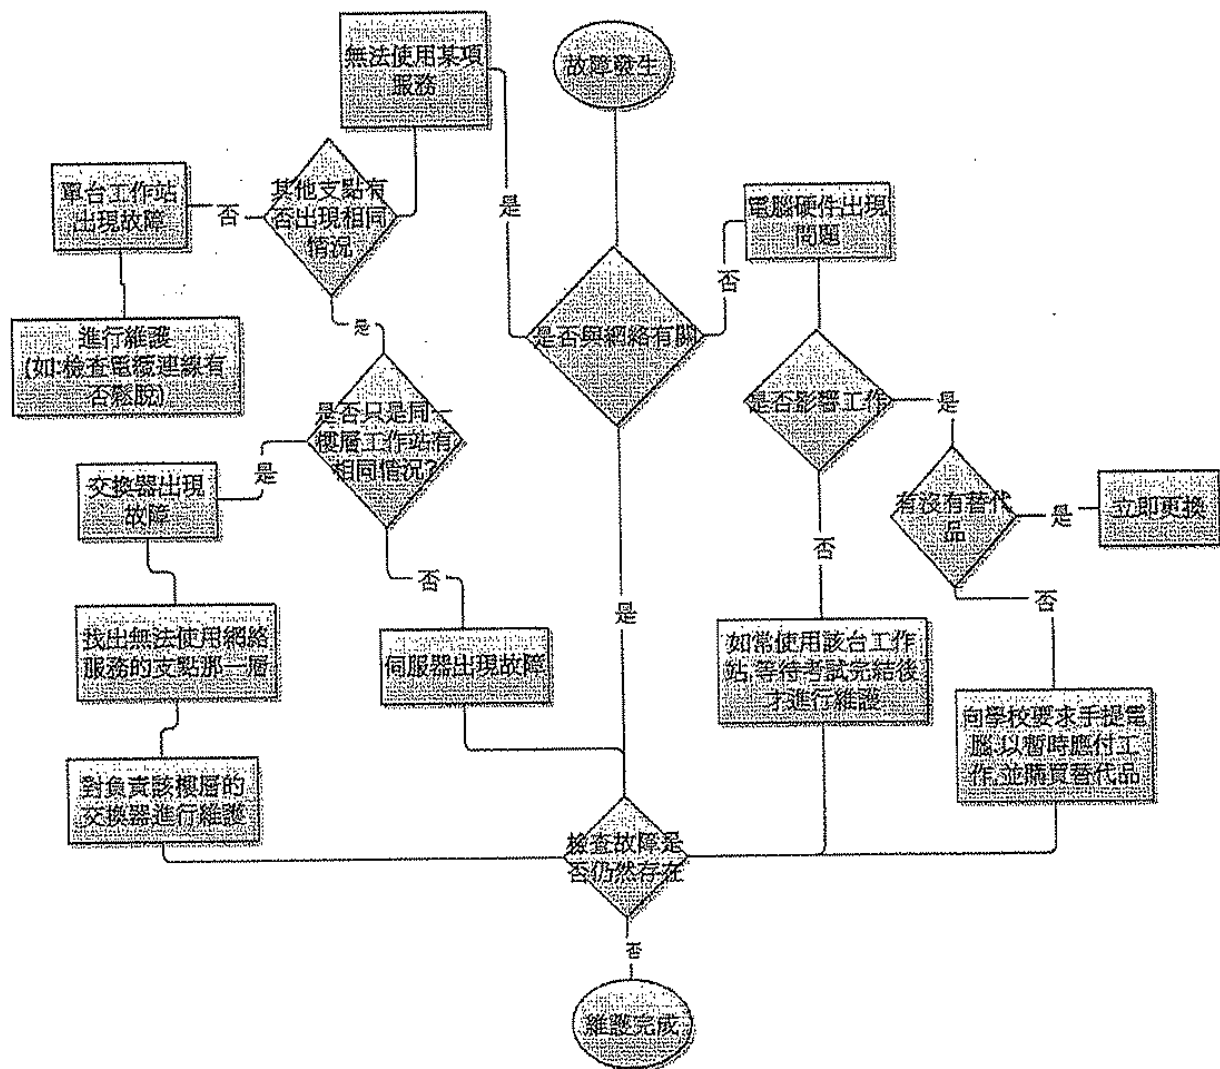 無法使用某項
服務
故障發生
單台工作站
出現故障
否
其他支點有
否出現相同
情況
是
電腦硬件出現
問題
否
進行維護
(如:檢查電纜連線有
否鬆脫)
是
是否與網絡有關
是否影響工作
是
是否只是同一
樓層工作站有
相同情況?
是
交換器出現
故障
有沒有替代
品
是
立即更換
否
否
是
否
找出無法使用網絡
服務的支點那一層
伺服器出現故障
如常使用該台工作
站,等待考試完結後
才進行維護
向學校要求手提電
腦,以暫時應付工
作,並購買替代品
對負責該樓層的
交換器進行維護
檢查故障是
否仍然存在
否
維護完成